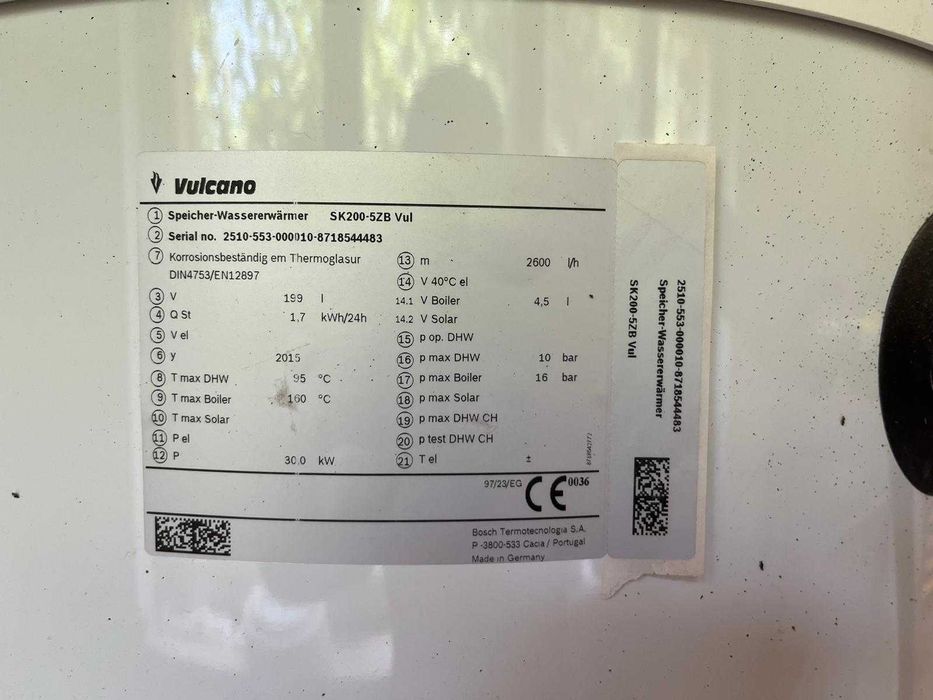 Vulcano
1 Speicher-Wassererwärmer SK200-5ZB Vul
2 Serial no. 2510-553-000010-8718544483
7 Korrosionsbeständig em Thermoglasur
DIN4753/EN12897
3 V 199 l
4 Q St 1,7 kWh/24h
5 V el
6 y 2015
8 T max DHW 95 °C
9 T max Boiler 160 °C
10 T max Solar
11 P el
12 P 30.0 kW
13 m 2600 l/h
14 V 40°C el
14.1 V Boiler 4,5 l
14.2 V Solar
15 p op. DHW
16 p max DHW 10 bar
17 p max Boiler 16 bar
18 p max Solar
19 p max DHW CH
20 p test DHW CH
21 T el ±
97/23/EG CE 0036
Bosch Termotecnologia S.A.
P -3800-533 Cacia / Portugal
Made in Germany
2510-553-000010-8718544483
Speicher-Wassererwärmer
SK200-5ZB Vul